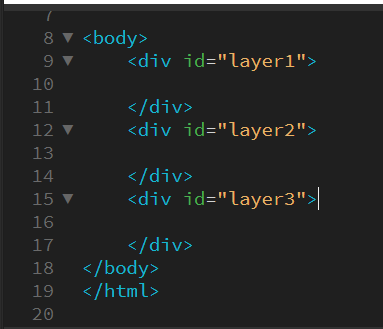 7
8 ▼ <body>
9 ▼     <div id="layer1">
10
11     </div>
12 ▼     <div id="layer2">
13
14     </div>
15 ▼     <div id="layer3">
16
17     </div>
18 </body>
19 </html>
20